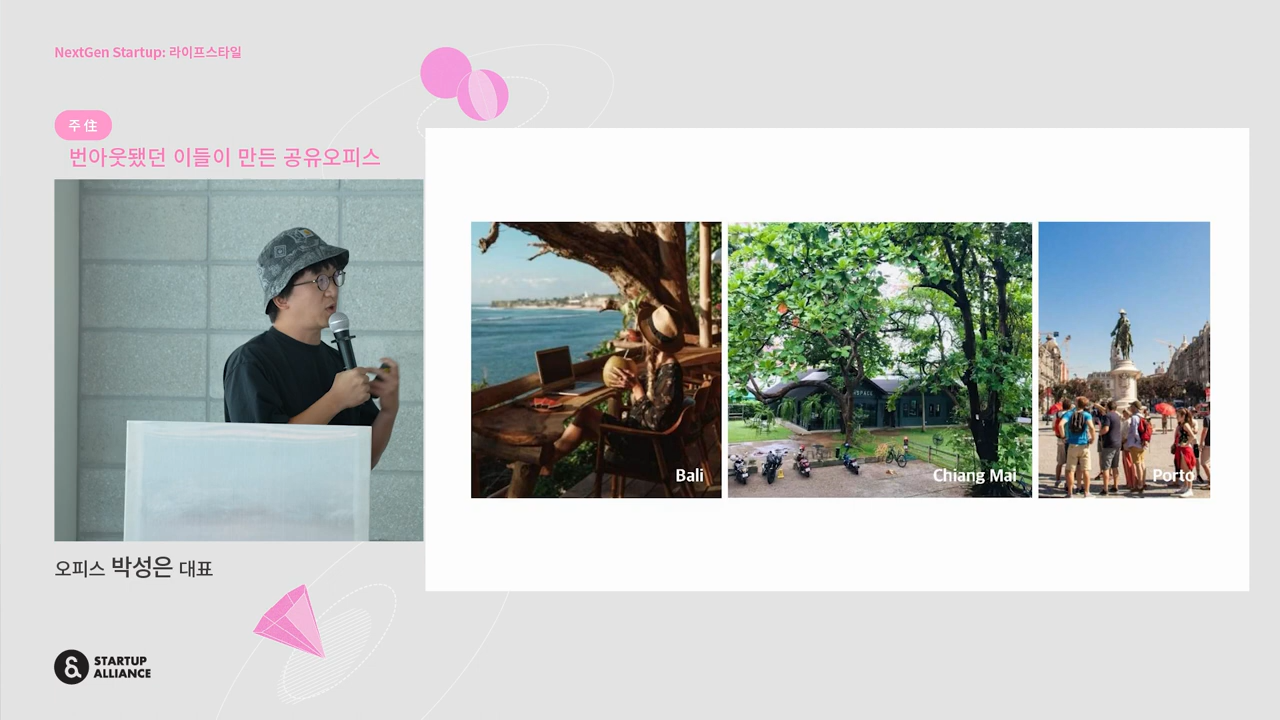 NextGen Startup: 라이프스타일
주 住
번아웃됐던 이들이 만든 공유오피스
Bali
Chiang Mai
Porto
오피스 박성은 대표
STARTUP
ALLIANCE